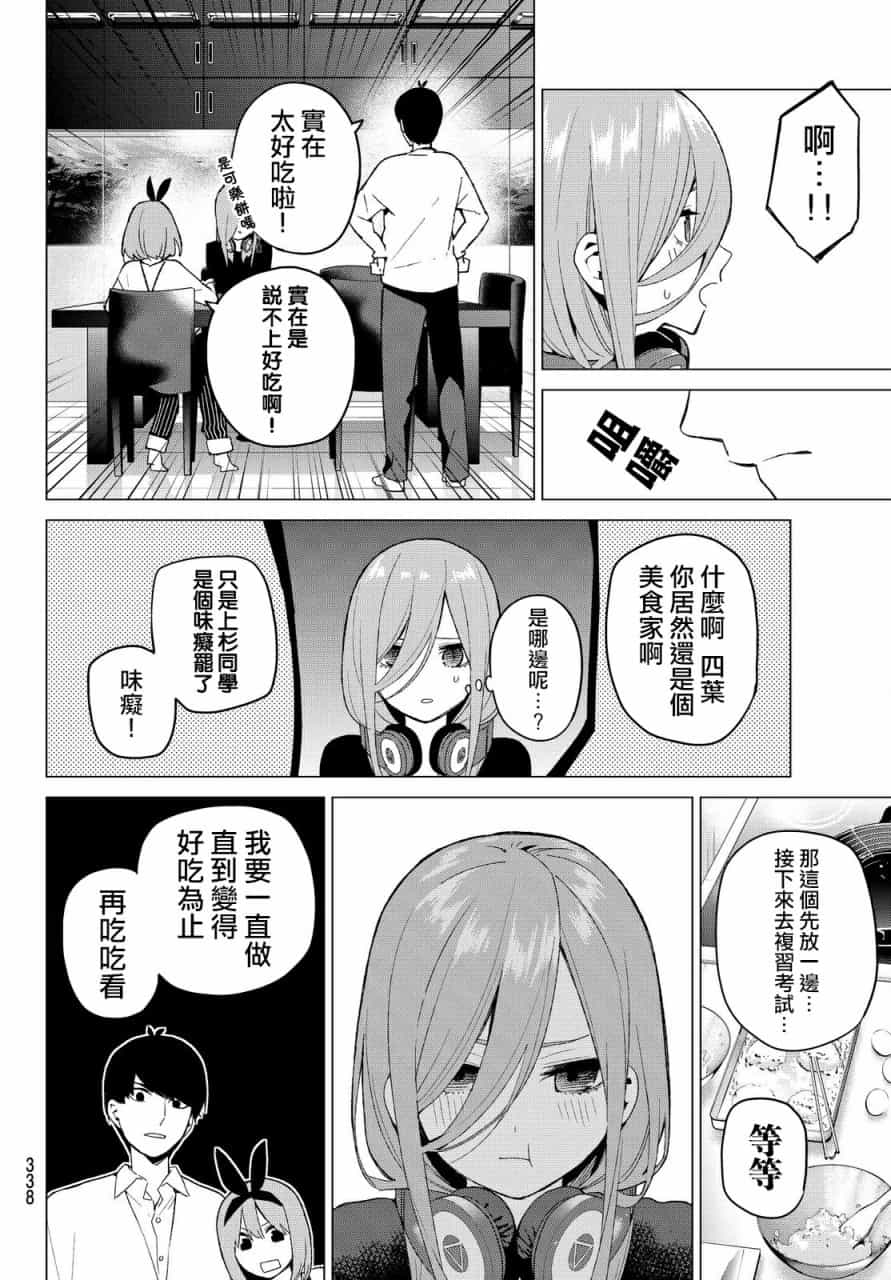 啊…!!
咀嚼
實在
太好吃啦！
是可樂餅嗎
實在是
說不上好吃啊！
什麼啊 四葉
你居然還是個
美食家啊
是哪邊呢…？
只是上杉同學
是個味癡罷了
味癡！
那這個先放一邊…
接下來去複習考試…
等等
我要一直做
直到變得
好吃為止
再吃吃看
338